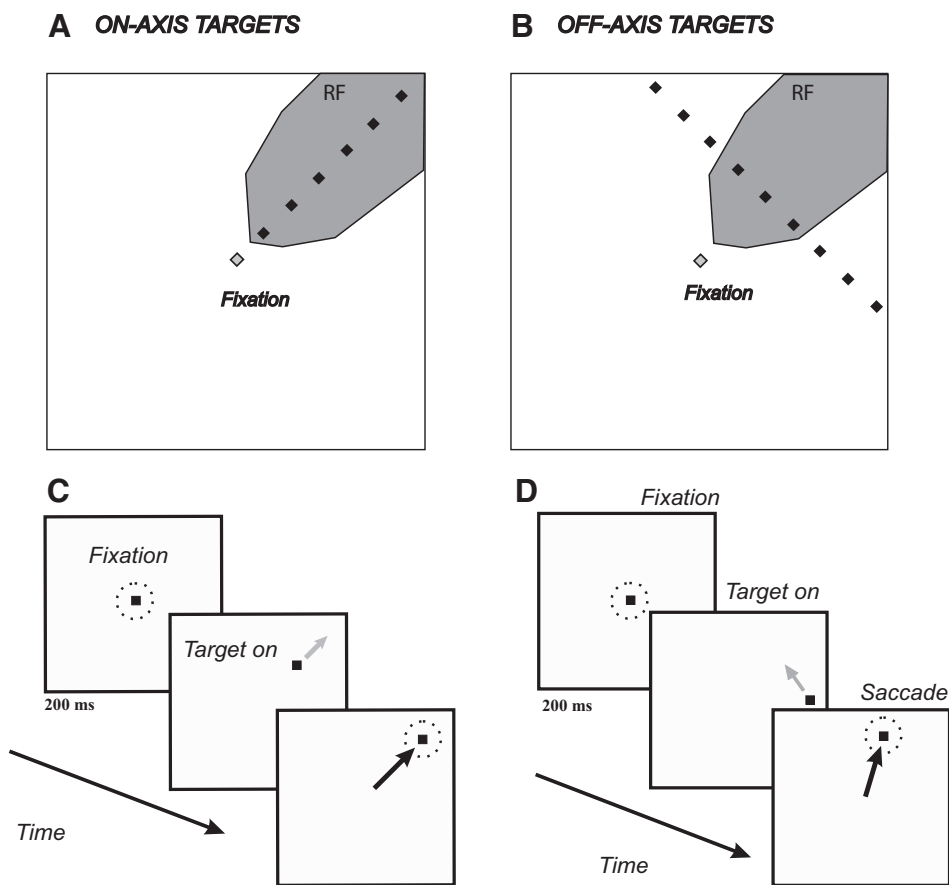 A ON-AXIS TARGETS
B OFF-AXIS TARGETS
RF
RF
Fixation
Fixation
C
D
Fixation
Fixation
Target on
Target on
200 ms
200 ms
Saccade
Time
Time